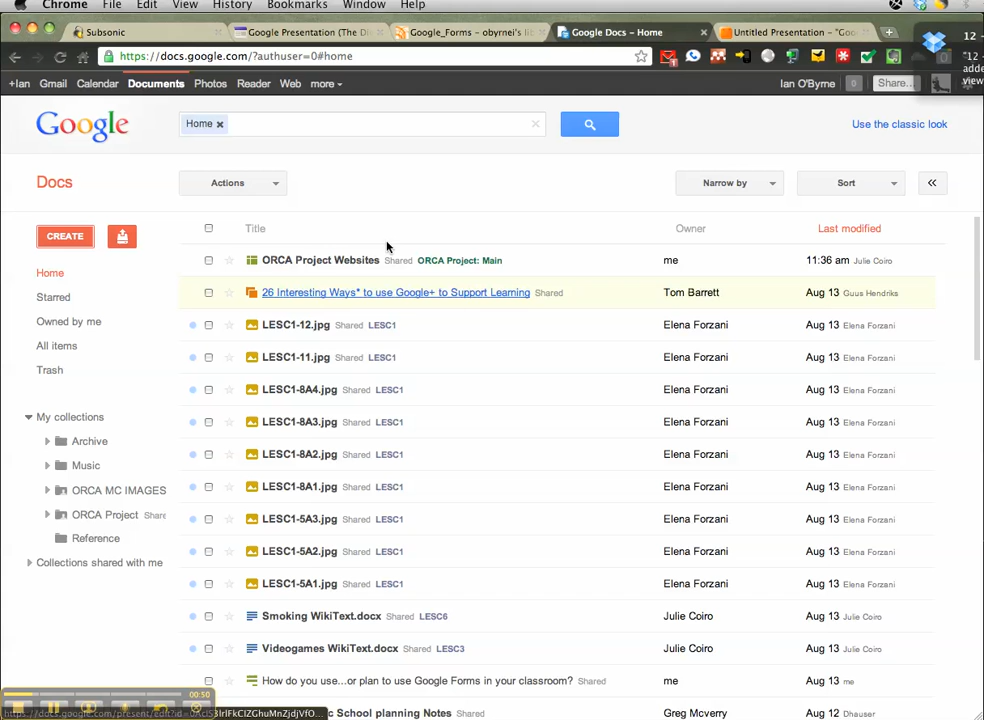 Chrome File Edit View History Bookmarks Window Help
Subsonic Google Presentation (The Di Google_Forms – obyrnei's li Google Docs - Home Untitled Presentation – "Goo
https://docs.google.com/?authuser=0#home
12 -
"12 -
adde
view
+Ian Gmail Calendar Documents Photos Reader Web more Ian O'Byrne 0 Share...
Google Home × × Use the classic look
Docs Actions Narrow by Sort «
CREATE Title Owner Last modified
ORCA Project Websites Shared ORCA Project: Main me 11:36 am Julie Coiro
Home
26 Interesting Ways* to use Google+ to Support Learning Shared Tom Barrett Aug 13 Guus Hendriks
Starred
Owned by me LESC1-12.jpg Shared LESC1 Elena Forzani Aug 13 Elena Forzani
All items LESC1-11.jpg Shared LESC1 Elena Forzani Aug 13 Elena Forzani
Trash
LESC1-8A4.jpg Shared LESC1 Elena Forzani Aug 13 Elena Forzani
My collections LESC1-8A3.jpg Shared LESC1 Elena Forzani Aug 13 Elena Forzani
Archive
Music LESC1-8A2.jpg Shared LESC1 Elena Forzani Aug 13 Elena Forzani
ORCA MC IMAGES LESC1-8A1.jpg Shared LESC1 Elena Forzani Aug 13 Elena Forzani
ORCA Project Share LESC1-5A3.jpg Shared LESC1 Elena Forzani Aug 13 Elena Forzani
Reference
LESC1-5A2.jpg Shared LESC1 Elena Forzani Aug 13 Elena Forzani
Collections shared with me
LESC1-5A1.jpg Shared LESC1 Elena Forzani Aug 13 Elena Forzani
Smoking WikiText.docx Shared LESC6 Julie Coiro Aug 13 Julie Coiro
Videogames WikiText.docx Shared LESC3 Julie Coiro Aug 13 Julie Coiro
How do you use...or plan to use Google Forms in your classroom? Shared me Aug 13 me
00:50
c School planning Notes Shared Greg Mcverry Aug 12 Dhauser